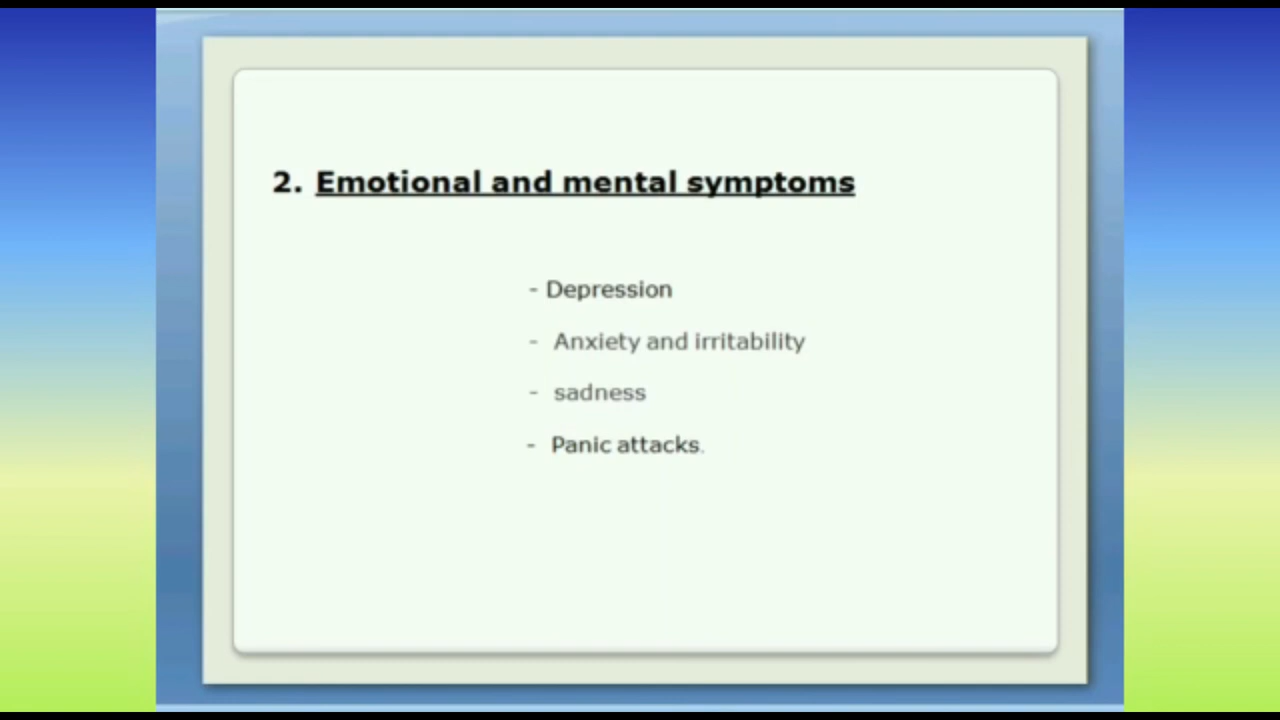 2. Emotional and mental symptoms
- Depression
- Anxiety and irritability
- sadness
- Panic attacks.